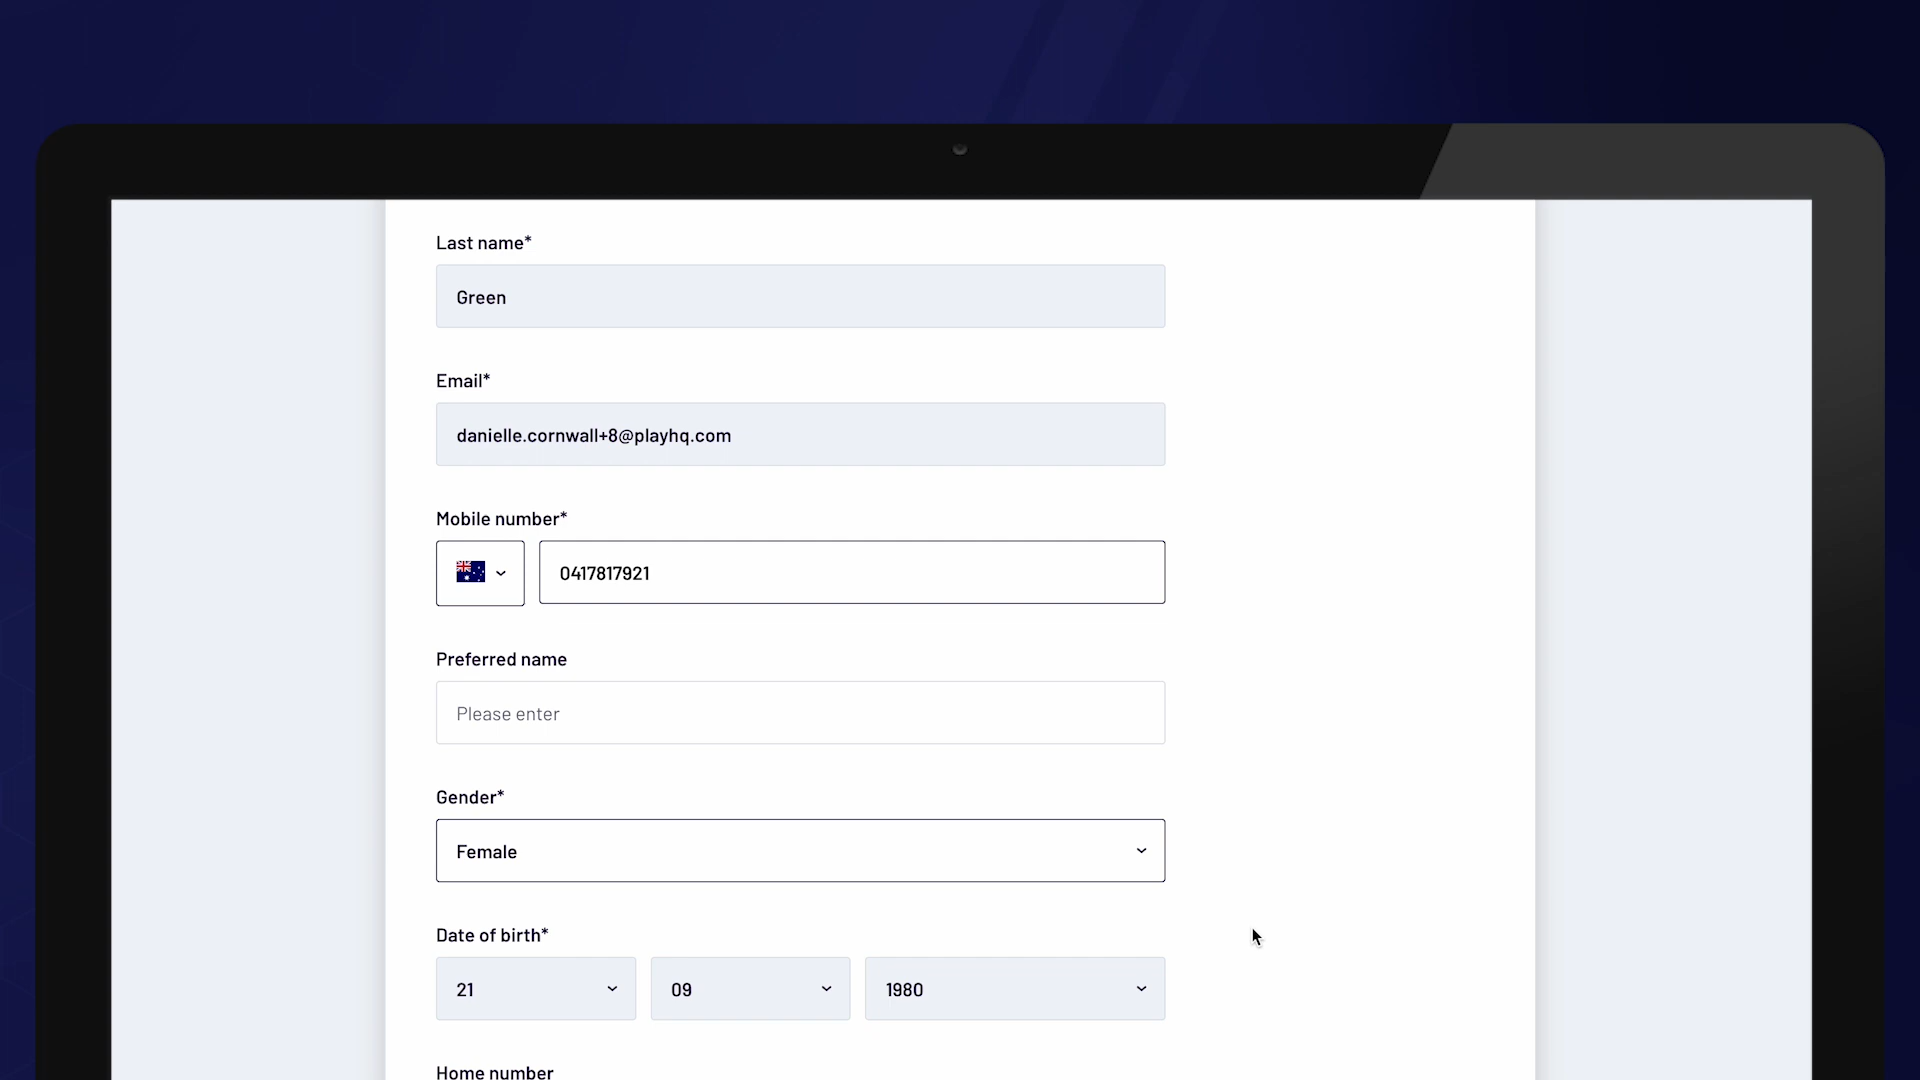 Last name*
Green
Email*
danielle.cornwall+8@playhq.com
Mobile number*
0417817921
Preferred name
Please enter
Gender*
Female
Date of birth*
21 09 1980
Home number